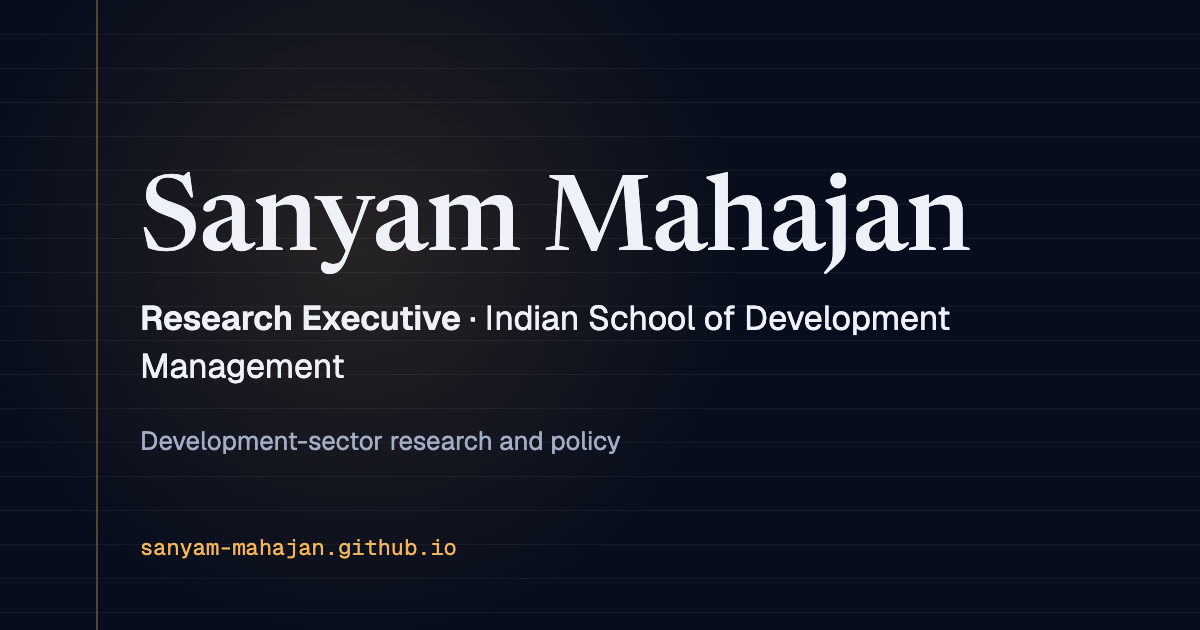 Sanyam Mahajan
Research Executive · Indian School of Development
Management
Development-sector research and policy
sanyam-mahajan.github.io